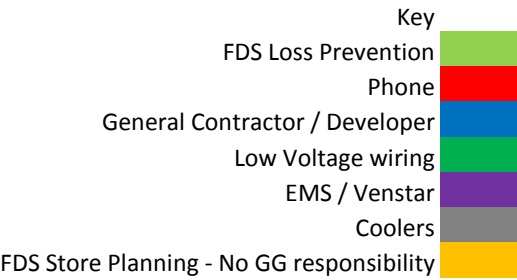 Key
FDS Loss Prevention
Phone
General Contractor / Developer
Low Voltage wiring
EMS / Venstar
Coolers
FDS Store Planning - No GG responsibility